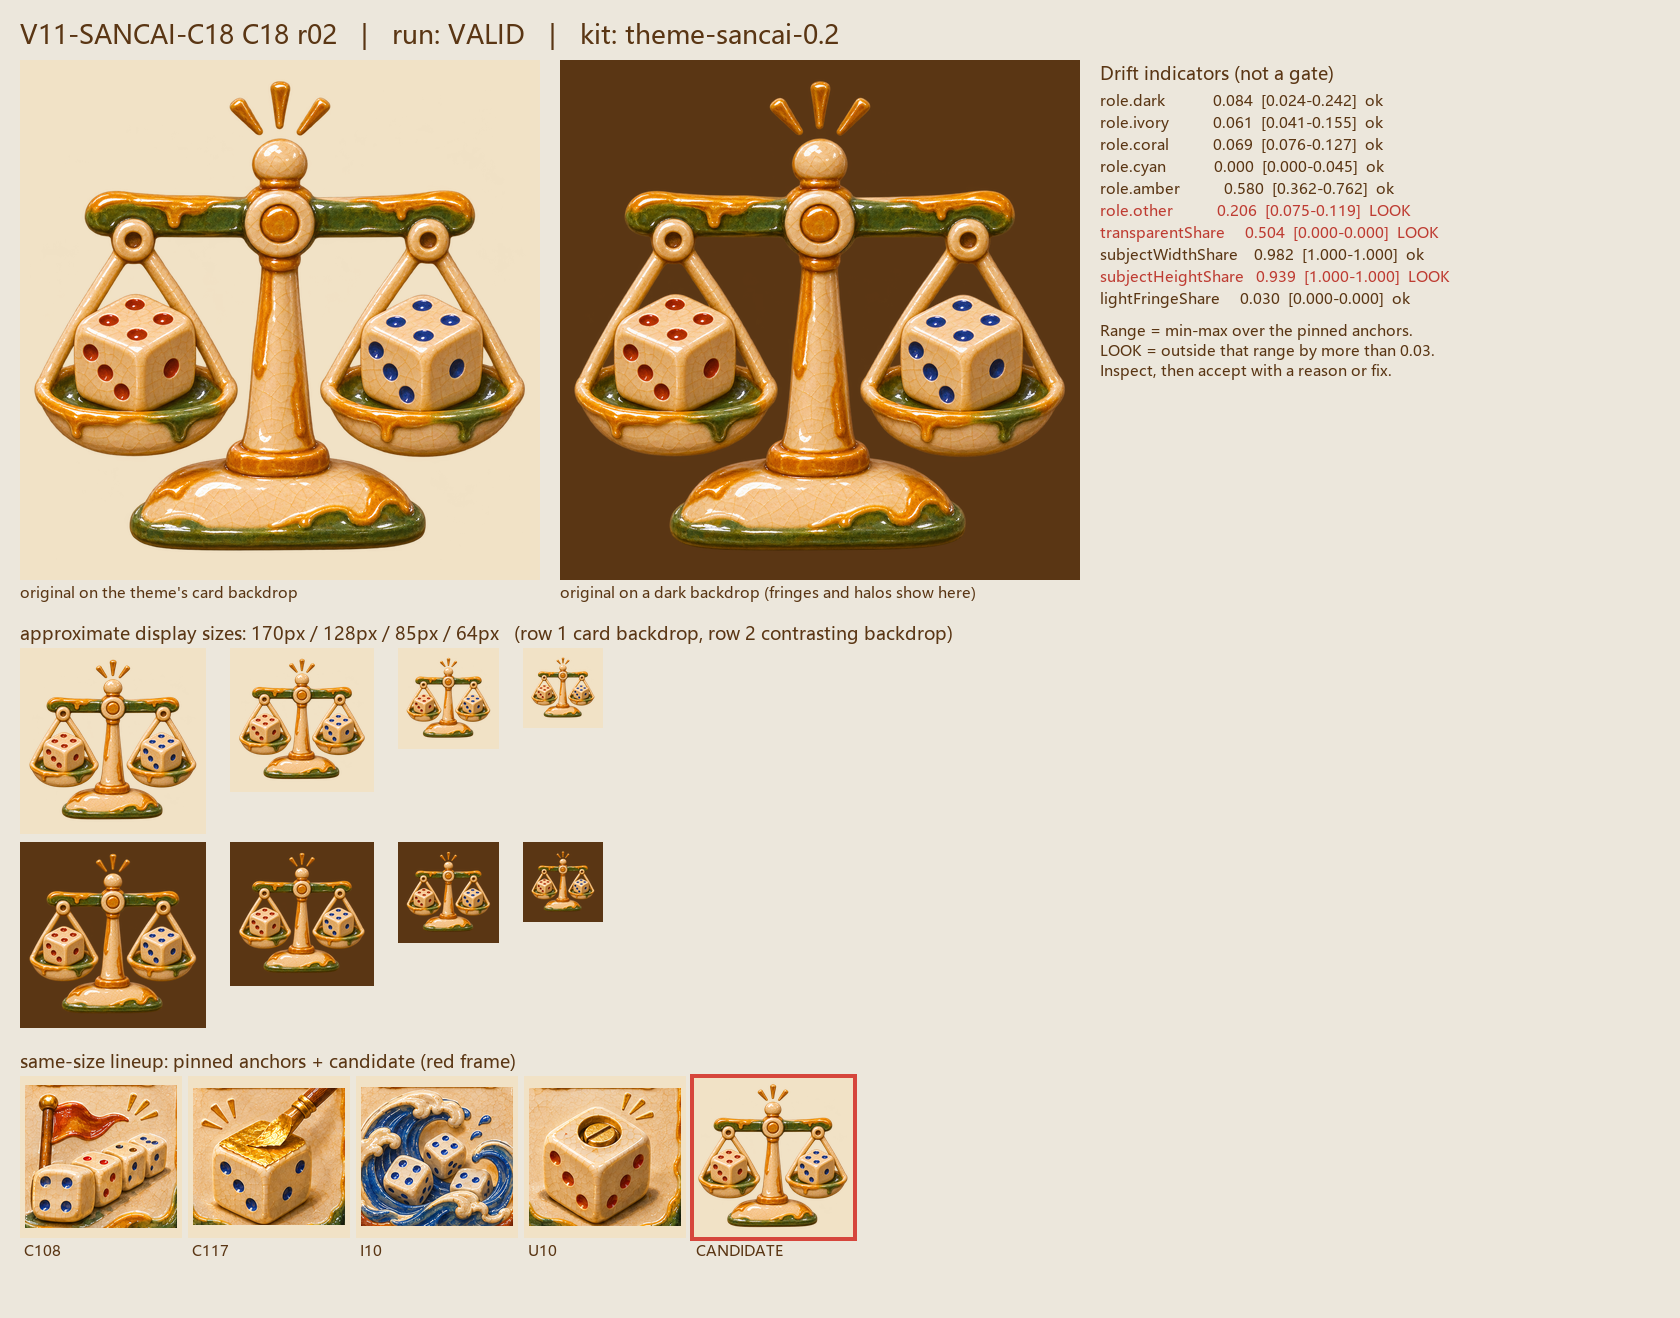 V11-SANCAI-C18 C18 r02   |   run: VALID   |   kit: theme-sancai-0.2
Drift indicators (not a gate)
role.dark 0.084 [0.024-0.242] ok
role.ivory 0.061 [0.041-0.155] ok
role.coral 0.069 [0.076-0.127] ok
role.cyan 0.000 [0.000-0.045] ok
role.amber 0.580 [0.362-0.762] ok
role.other 0.206 [0.075-0.119] LOOK
transparentShare 0.504 [0.000-0.000] LOOK
subjectWidthShare 0.982 [1.000-1.000] ok
subjectHeightShare 0.939 [1.000-1.000] LOOK
lightFringeShare 0.030 [0.000-0.000] ok
Range = min-max over the pinned anchors.
LOOK = outside that range by more than 0.03.
Inspect, then accept with a reason or fix.
original on the theme's card backdrop
original on a dark backdrop (fringes and halos show here)
approximate display sizes: 170px / 128px / 85px / 64px   (row 1 card backdrop, row 2 contrasting backdrop)
same-size lineup: pinned anchors + candidate (red frame)
C108
C117
I10
U10
CANDIDATE